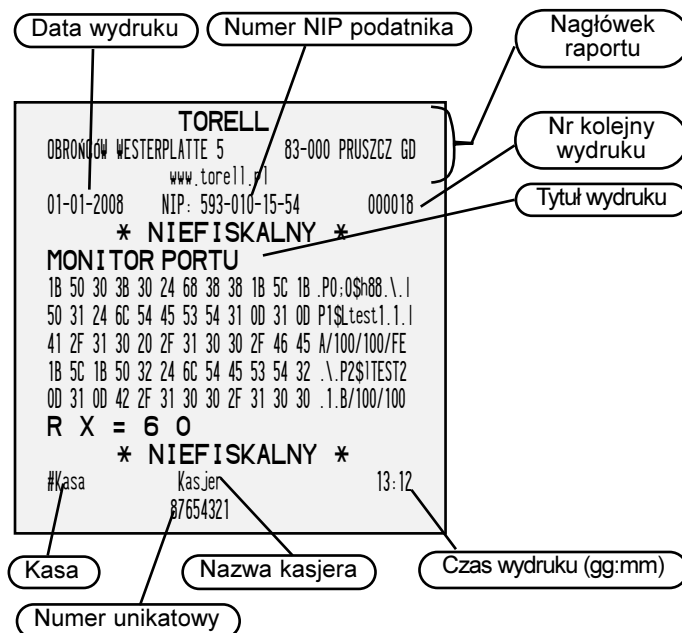 Data wydruku
Numer NIP podatnika
Nagłówek
raportu
TORELL
OBROŃCÓW WESTERPLATTE 5 83-000 PRUSZCZ GD
www.torell.pl
Nr kolejny
wydruku
01-01-2008 NIP: 593-010-15-54 000018
Tytuł wydruku
* NIEFISKALNY *
MONITOR PORTU
1B 50 30 3B 30 24 68 38 38 1B 5C 1B .P0;0$h88.\.|
50 31 24 6C 54 45 53 54 31 0D 31 0D P1$Ltest1.1.|
41 2F 31 30 20 2F 31 30 30 2F 46 45 A/100/100/FE
1B 5C 1B 50 32 24 6C 54 45 53 54 32 .\.P2$lTEST2
0D 31 0D 42 2F 31 30 30 2F 31 30 30 .1.B/100/100
R X = 6 0
* NIEFISKALNY *
#Kasa Kasjer 13:12
87654321
Kasa
Nazwa kasjera
Czas wydruku (gg:mm)
Numer unikatowy